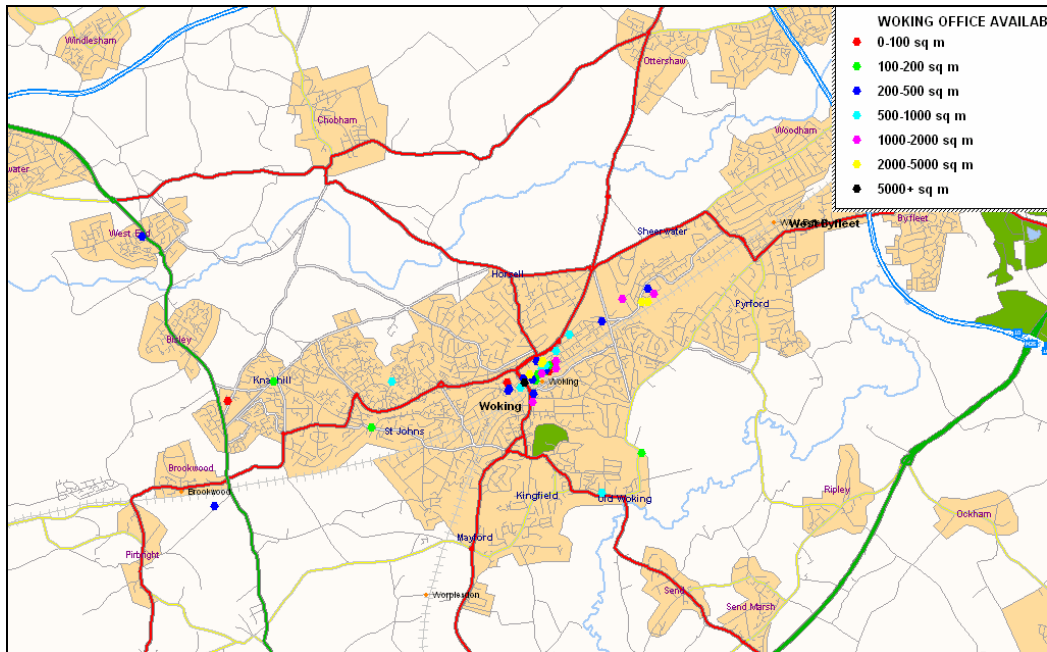 WOKING OFFICE AVAILAB
0-100 sq m
100-200 sq m
200-500 sq m
500-1000 sq m
1000-2000 sq m
2000-5000 sq m
5000+ sq m
Windlesham
Ottershaw
Chobham
Woodham
water
West End
Sheerwater
West Byfleet
Byfleet
Horsell
Pyrford
Bisley
Knaphill
Woking
Woking
St Johns
Brookwood
Brookwood
Kingfield
Old Woking
Ripley
Ockham
Mayford
Pirbright
Worplesdon
Send
Send Marsh